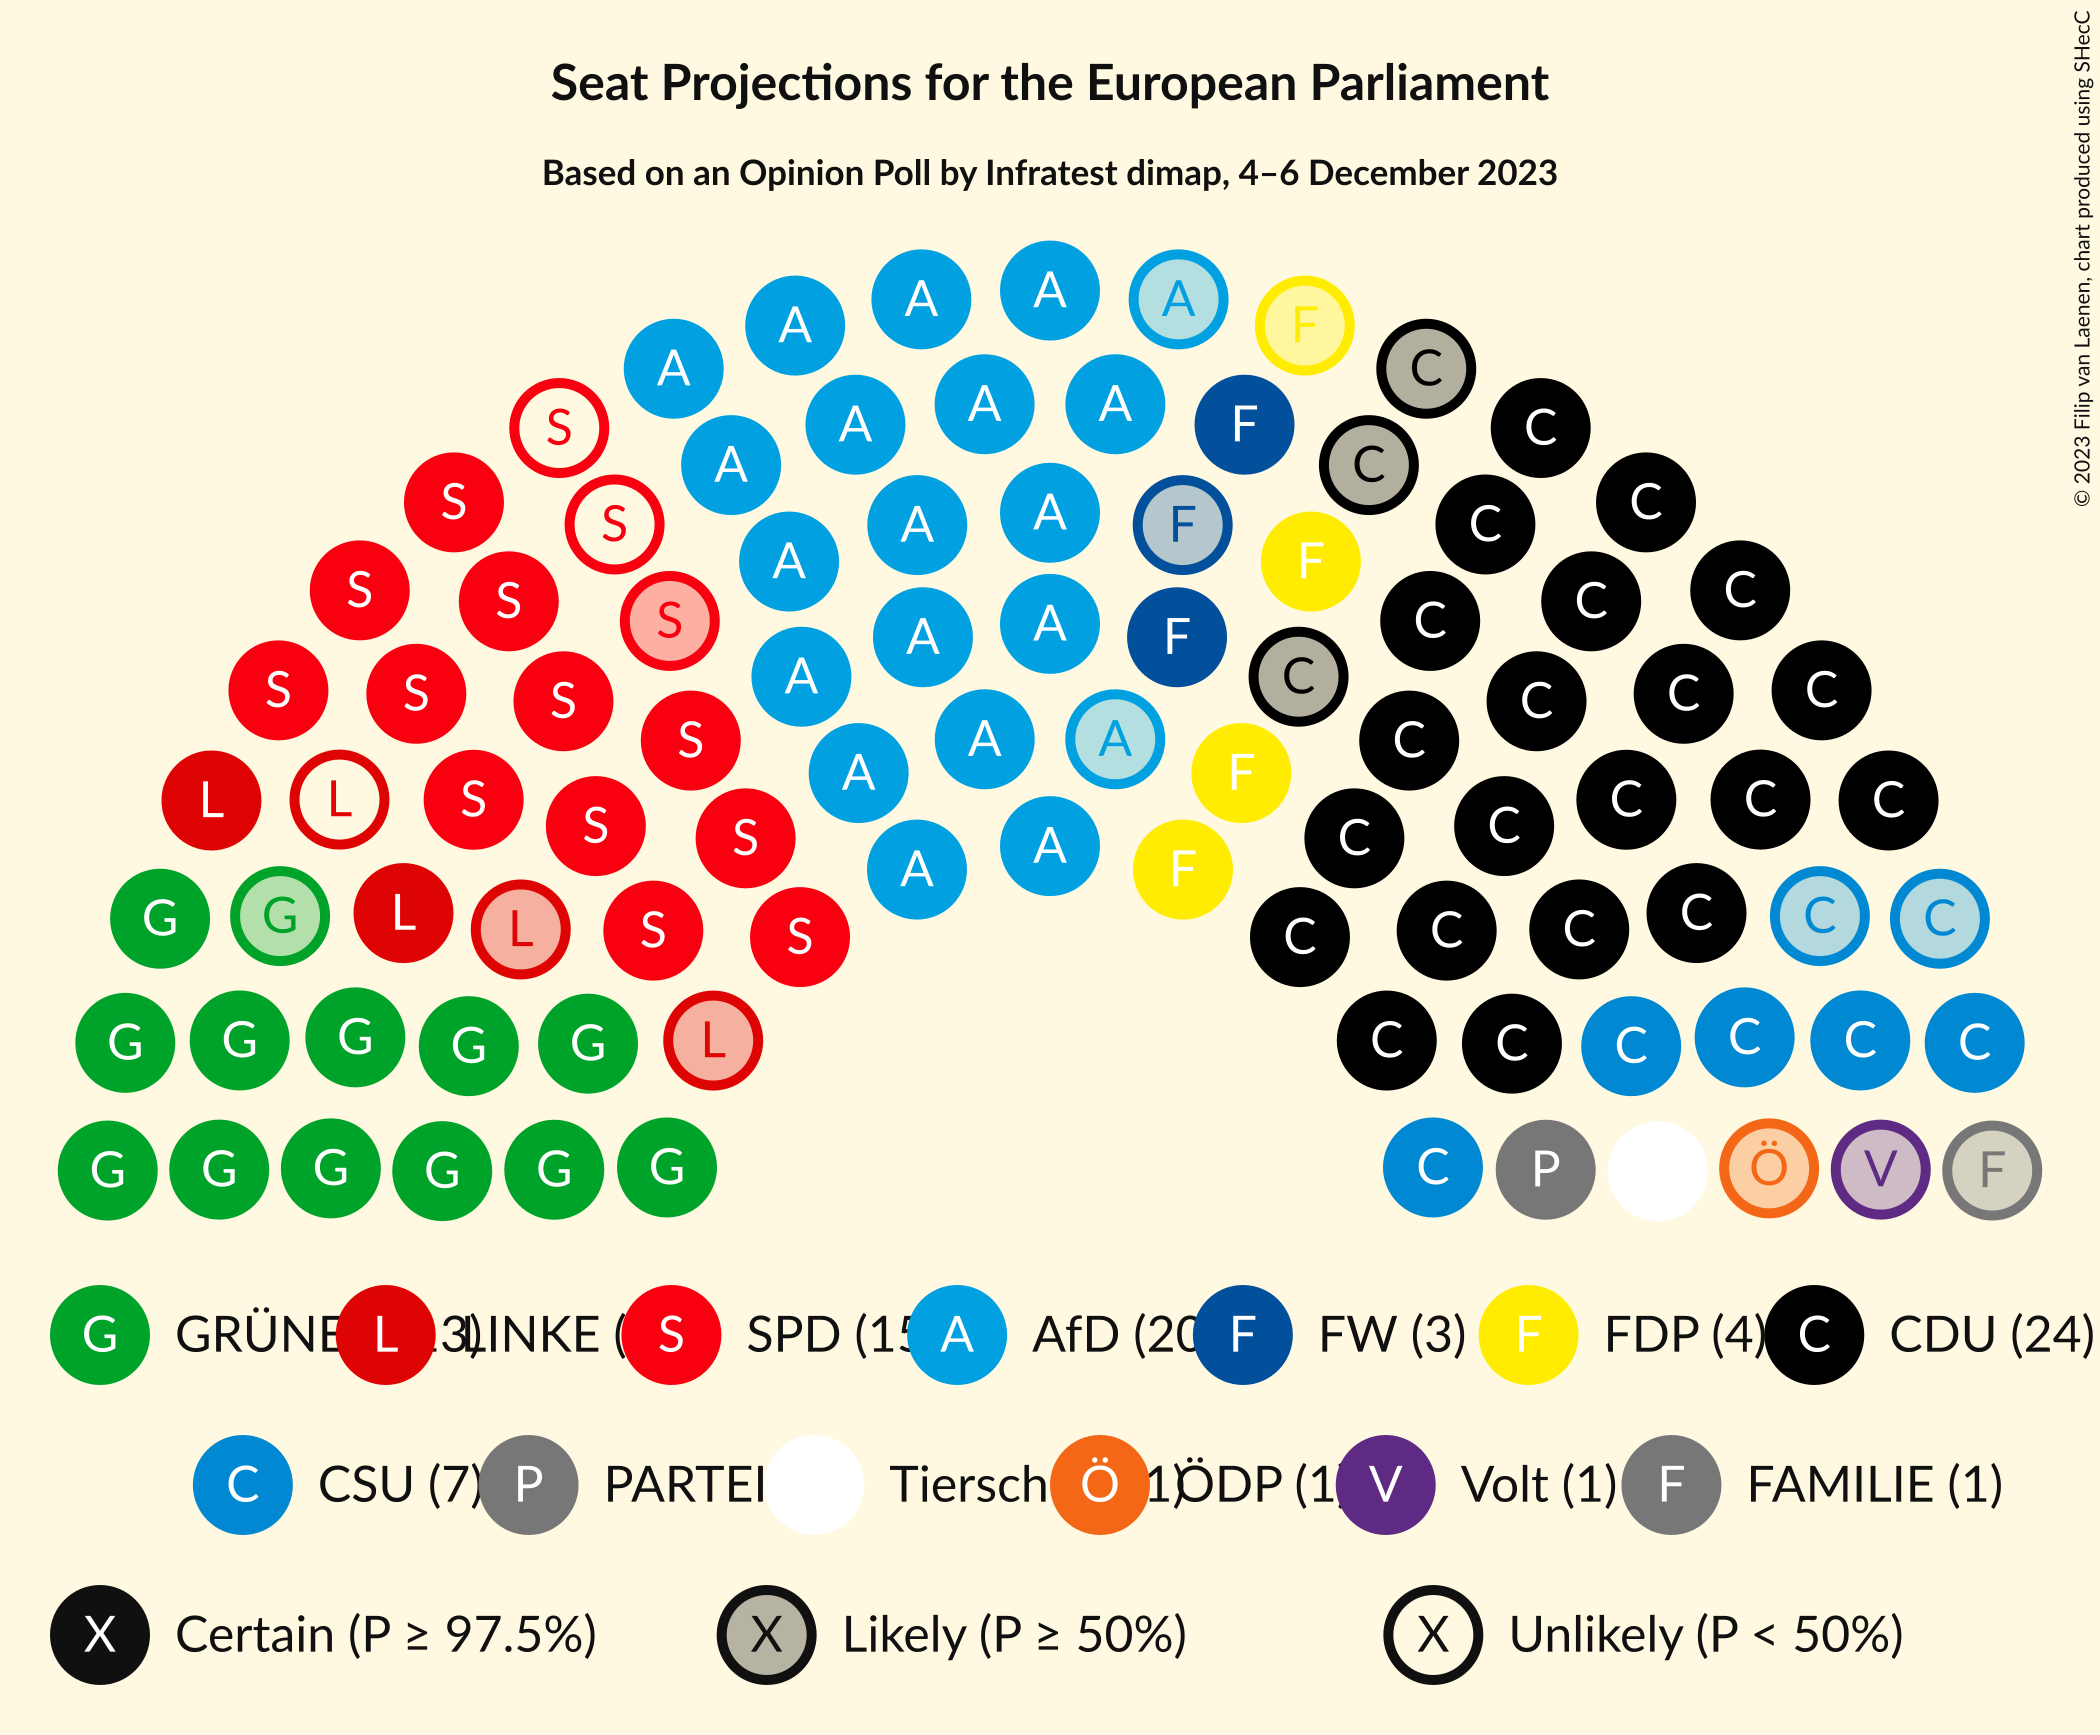 © 2023 Filip van Laenen, chart produced using SHecC
Seat Projections for the European Parliament
Based on an Opinion Poll by Infratest dimap, 4–6 December 2023
A A A A F
A C
S A A A F C
A C
S S A A F C C
A F
S S S A A F C C C
S S S A C C C C
S A A C
L L S A F C C C
S S A C C
A F
G G L L S S C C C C C C
G G G G G L C C C C C C
G G G G G G C P Ö V F
G GRÜNE 3) L LINKE ( S SPD (15 A AfD (20 F FW (3) F FDP (4) C CDU (24)
C CSU (7) P PARTEI Tiersch 1) Ö ÖDP (1) V Volt (1) F FAMILIE (1)
X Certain (P ≥ 97.5%) X Likely (P ≥ 50%) X Unlikely (P < 50%)